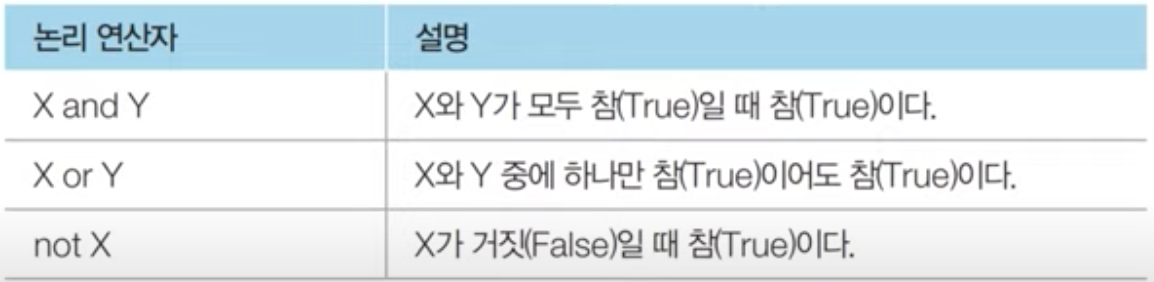 논리 연산자 설명
X and Y X와 Y가 모두 참(True)일 때 참(True)이다.
X or Y X와 Y 중에 하나만 참(True)이어도 참(True)이다.
not X X가 거짓(False)일 때 참(True)이다.